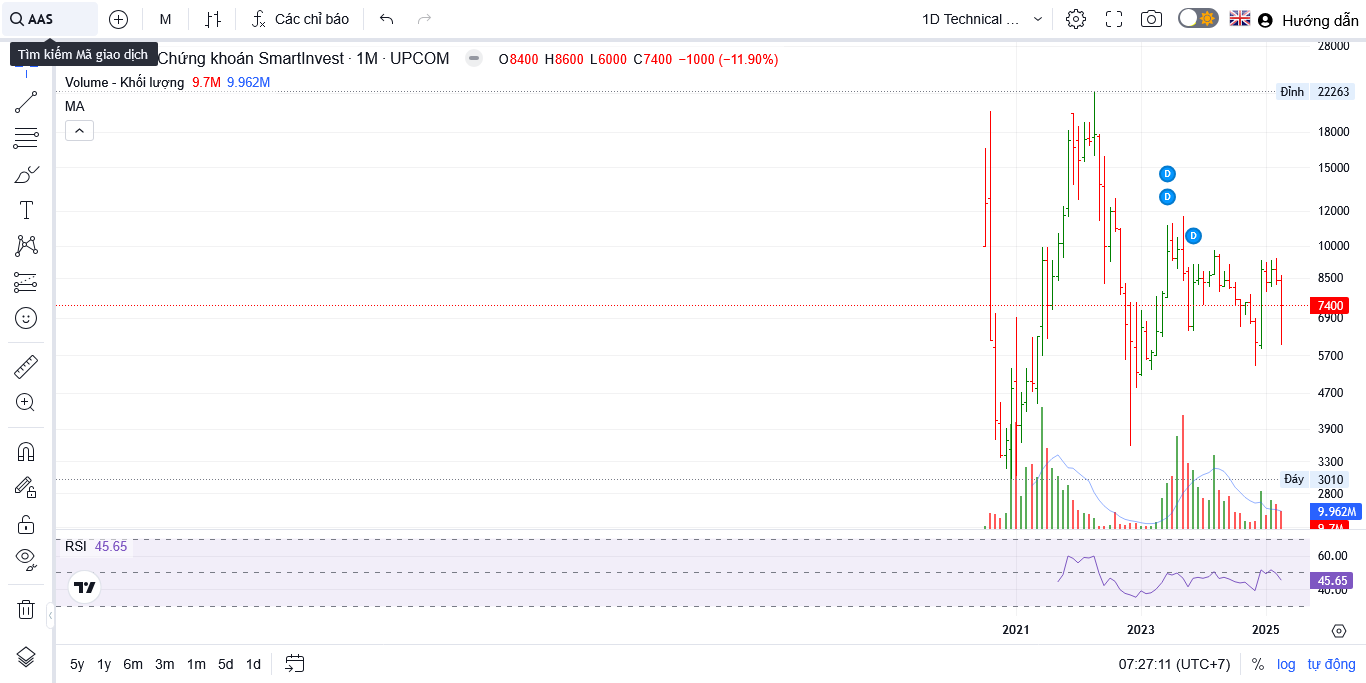 AAS
M
Các chỉ báo
1D Technical ...
Hướng dẫn
Tìm kiếm Mã giao dịch
Chứng khoán SmartInvest · 1M · UPCOM
O8400 H8600 L6000 C7400 −1000 (−11.90%)
Volume - Khối lượng 9.7M 9.962M
MA
28000
Đỉnh 22263
18000
15000
D
D
12000
D
10000
8500
7400
6900
5700
4700
3900
3300
Đáy 3010
2800
9.962M
9.7M
RSI 45.65
60.00
45.65
40.00
2021 2023 2025
5y 1y 6m 3m 1m 5d 1d
07:27:11 (UTC+7) % log tự động